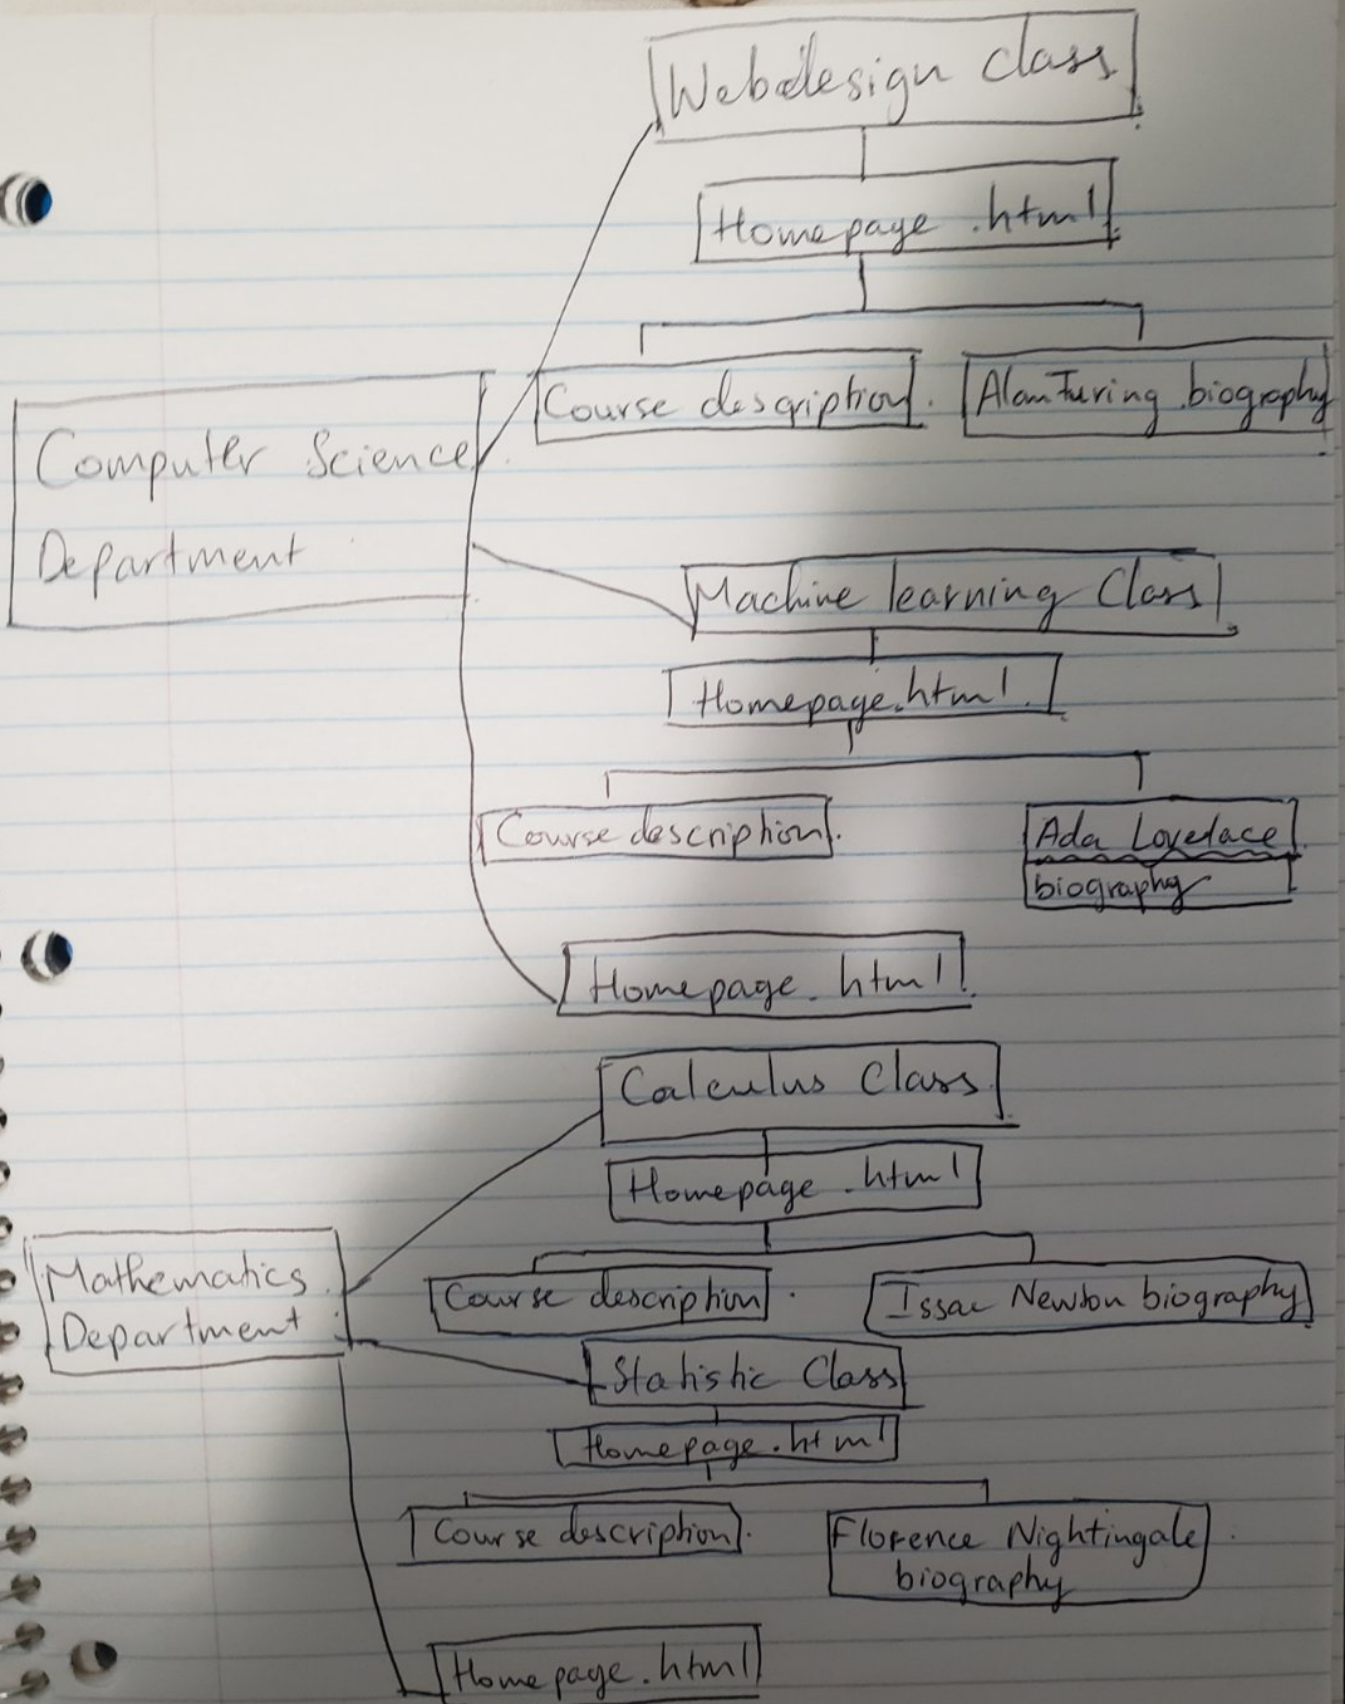 Webdesign class
Homepage .html
Course description.
Alan Turing biography
Computer Science
Department
Machine learning Class
Homepage.html.
Course description.
Ada Lovelace
biography
Homepage.html.
Calculus Class
Homepage .html
Course description.
Issac Newton biography
Mathematics
Department
Statistic Class
Homepage.html
Course description.
Florence Nightingale
biography
Homepage.html